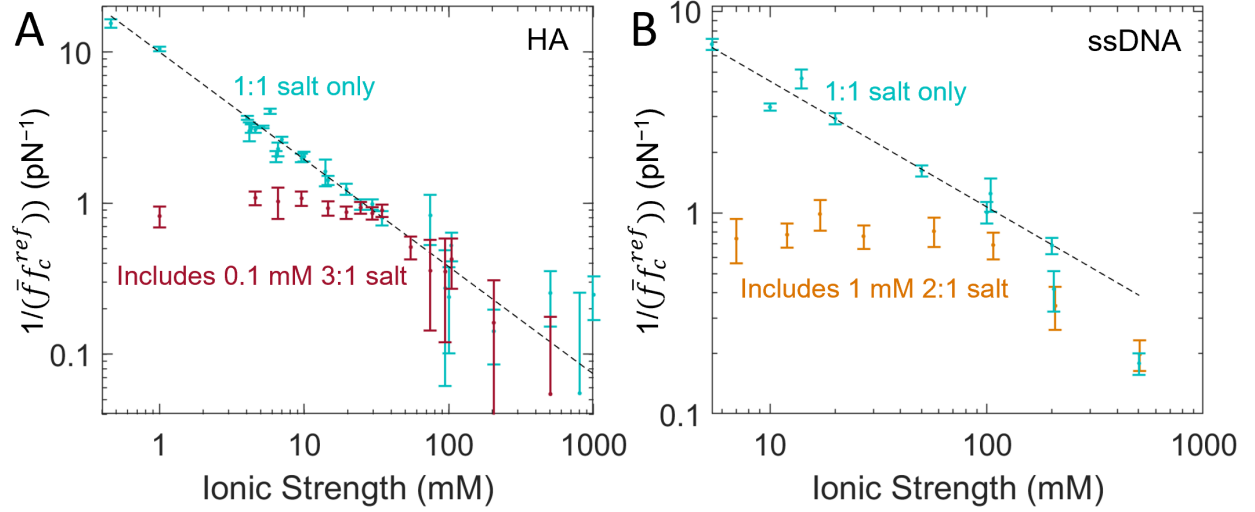 A
HA
1:1 salt only
Includes 0.1 mM 3:1 salt
10
1
0.1
1
10
100
1000
Ionic Strength (mM)
1/(f̄ f_c^{ref})) (pN⁻¹)
B
ssDNA
1:1 salt only
Includes 1 mM 2:1 salt
10
1
0.1
10
100
1000
Ionic Strength (mM)
1/(f̄ f_c^{ref})) (pN⁻¹)